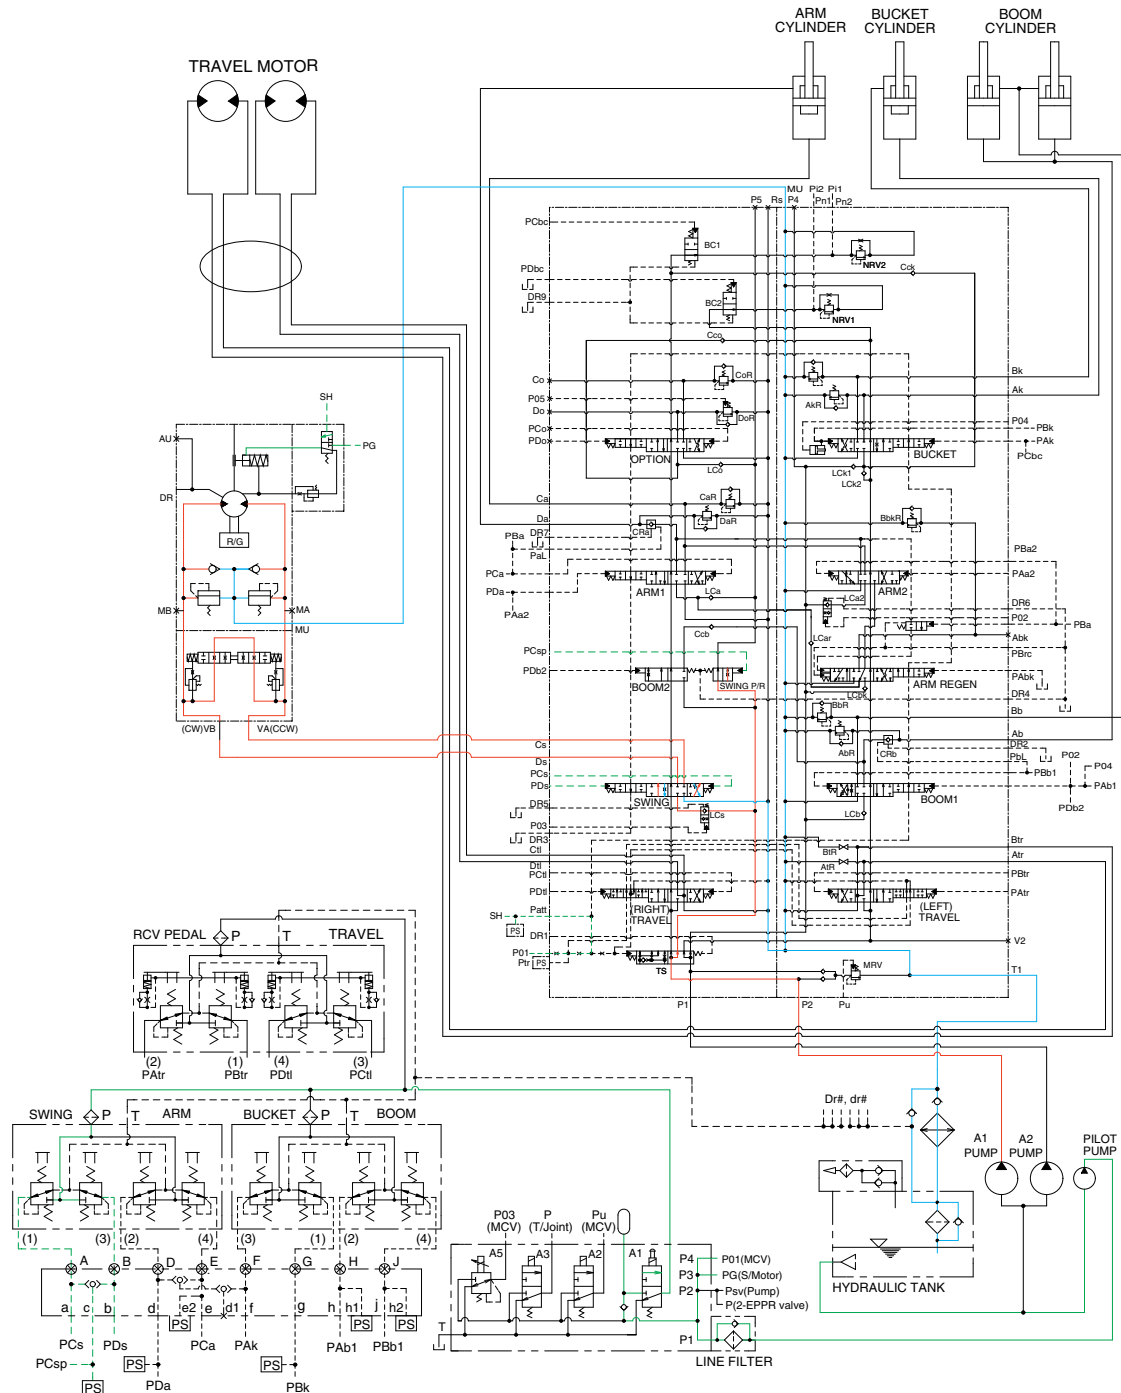 ARM
CYLINDER
BUCKET
CYLINDER
BOOM
CYLINDER
TRAVEL MOTOR
MU
P5
Rs
P4
Pi2
Pi1
Pn1
Pn2
PCbc
BC1
NRV2
Cck
PDbc
DR9
BC2
NRV1
Cco
Co
CoR
Bk
P05
AkR
Ak
Do
DoR
PCo
PDo
OPTION
P04
PBk
PAk
PCbc
BUCKET
LCo
LCk1
LCk2
SH
AU
PG
DR
R/G
MB
MA
MU
(CW)VB
VA(CCW)
Ca
CaR
Da
DaR
BbkR
DR7
CRa
PBa
PaL
PBa2
PCa
PAa2
PDa
ARM1
ARM2
PAa2
LCa
LCa2
DR6
P02
PBa
Ccb
LCar
Abk
PCsp
PBrc
PDb2
PAbk
BOOM2
SWING P/R
ARM REGEN
LCbk
DR4
BbR
Bb
AbR
Ab
Cs
DR2
CRb
PbL
P02
Ds
PCs
PBb1
P04
PDs
PAb1
SWING
BOOM1
PDb2
DR5
LCs
LCb
P03
DR3
Ctl
BtR
Btr
Dtl
AtR
Atr
PCtl
PBtr
PDtl
PAtr
(RIGHT)
TRAVEL
(LEFT)
TRAVEL
Patt
SH
PS
DR1
P01
Ptr
PS
V2
TS
MRV
T1
P1
P2
Pu
RCV PEDAL
P
T
TRAVEL
(2)
(1)
(4)
(3)
PAtr
PBtr
PDtl
PCtl
SWING
P
T
ARM
BUCKET
P
T
BOOM
(1)
(3)
(2)
(4)
(3)
(1)
(2)
(4)
A
B
D
E
F
G
H
J
a
c
b
d
e2
e
d1
f
g
h
h1
j
h2
PS
PS
PS
PCs
PDs
PCa
PAk
PAb1
PBb1
PCsp
PS
PDa
PS
PBk
PS
P03
(MCV)
P
(T/Joint)
Pu
(MCV)
A5
A3
A2
A1
P4
P01(MCV)
P3
PG(S/Motor)
P2
Psv(Pump)
P(2-EPPR valve)
T
P1
LINE FILTER
Dr#, dr#
A1
PUMP
A2
PUMP
PILOT
PUMP
HYDRAULIC TANK